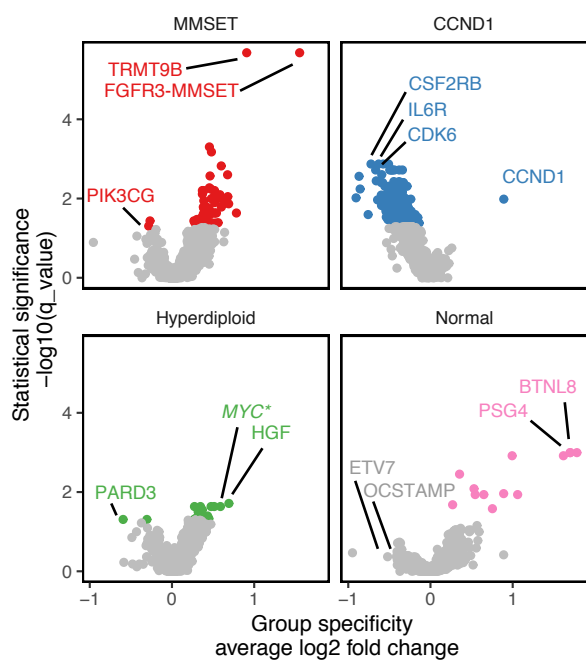 MMSET
CCND1
TRMT9B
FGFR3-MMSET
PIK3CG
CSF2RB
IL6R
CDK6
CCND1
4
2
0
Hyperdiploid
Normal
MYC*
HGF
PARD3
BTNL8
PSG4
ETV7
OCSTAMP
4
2
0
−1
0
1
−1
0
1
Statistical significance
−log10(q_value)
Group specificity
average log2 fold change